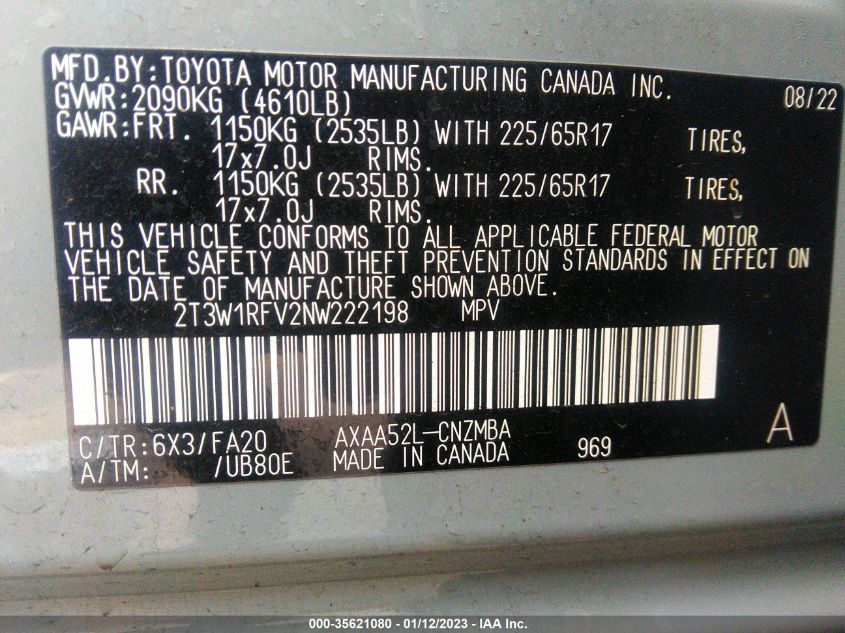 MFD.BY:TOYOTA MOTOR MANUFACTURING CANADA INC. 08/22
GVWR:2090KG (4610LB)
GAWR:FRT. 1150KG (2535LB) WITH 225/65R17 TIRES,
17x7.0J RIMS.
RR. 1150KG (2535LB) WITH 225/65R17 TIRES,
17x7.0J RIMS.
THIS VEHICLE CONFORMS TO ALL APPLICABLE FEDERAL MOTOR
VEHICLE SAFETY AND THEFT PREVENTION STANDARDS IN EFFECT ON
THE DATE OF MANUFACTURE SHOWN ABOVE.
2T3W1RFV2NW222198 MPV
C/TR:6X3/FA20 AXAA52L-CNZMBA A
A/TM: /UB80E MADE IN CANADA 969
000-35621080 - 01/12/2023 - IAA Inc.